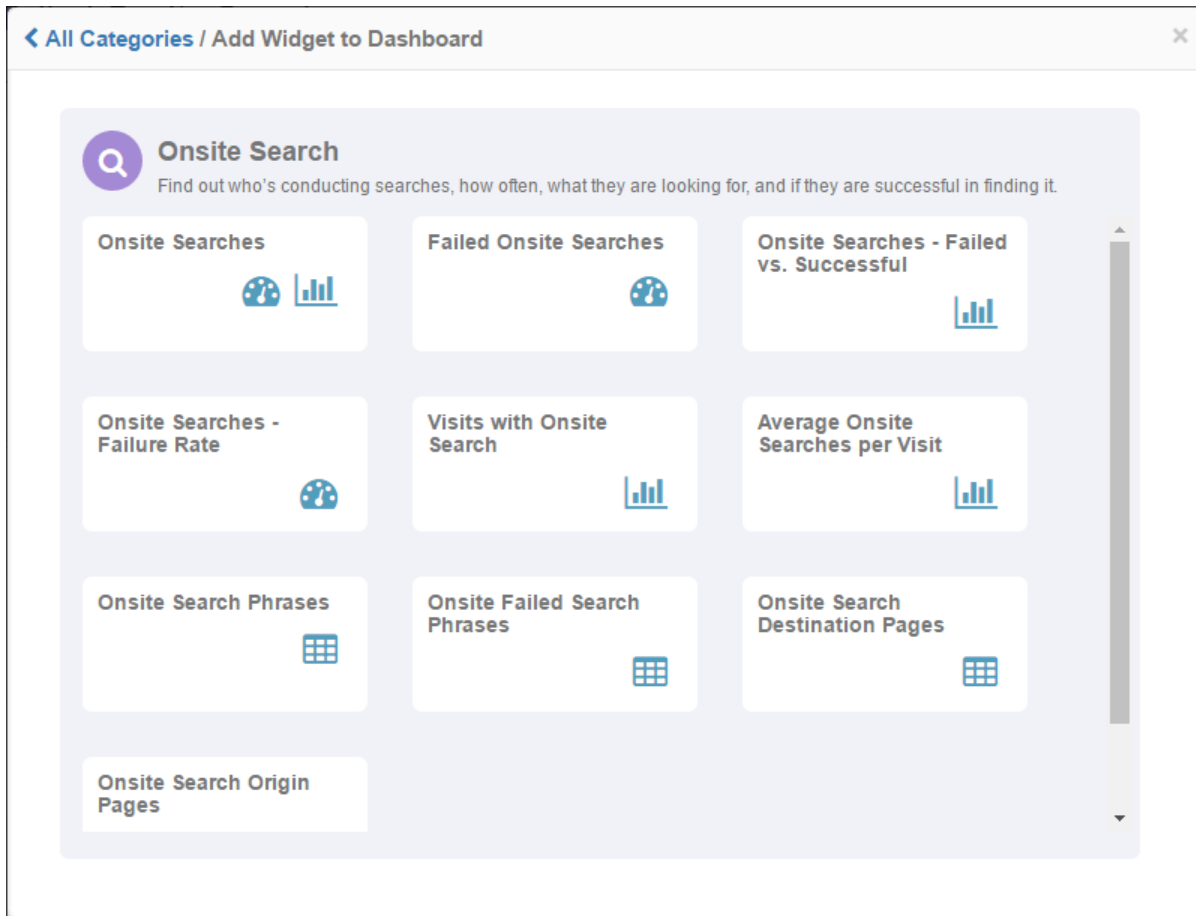 All Categories / Add Widget to Dashboard
×
Onsite Search
Find out who's conducting searches, how often, what they are looking for, and if they are successful in finding it.
Onsite Searches
Failed Onsite Searches
Onsite Searches - Failed
vs. Successful
Onsite Searches -
Failure Rate
Visits with Onsite
Search
Average Onsite
Searches per Visit
Onsite Search Phrases
Onsite Failed Search
Phrases
Onsite Search
Destination Pages
Onsite Search Origin
Pages